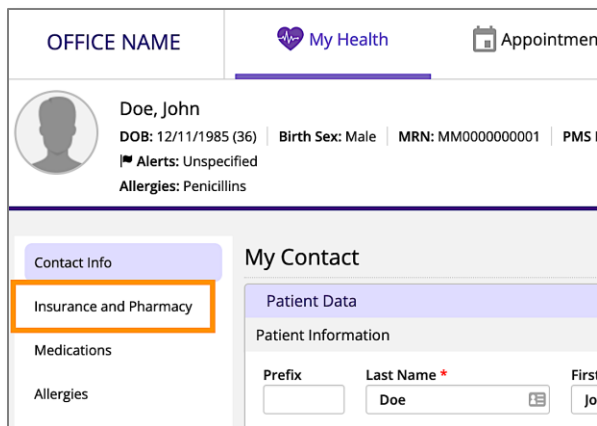 OFFICE NAME
My Health
Appointmen
Doe, John
DOB: 12/11/1985 (36) Birth Sex: Male MRN: MM0000000001 PMS
Alerts: Unspecified
Allergies: Penicillins
Contact Info
Insurance and Pharmacy
Medications
Allergies
My Contact
Patient Data
Patient Information
Prefix
Last Name *
Doe
First
Jo